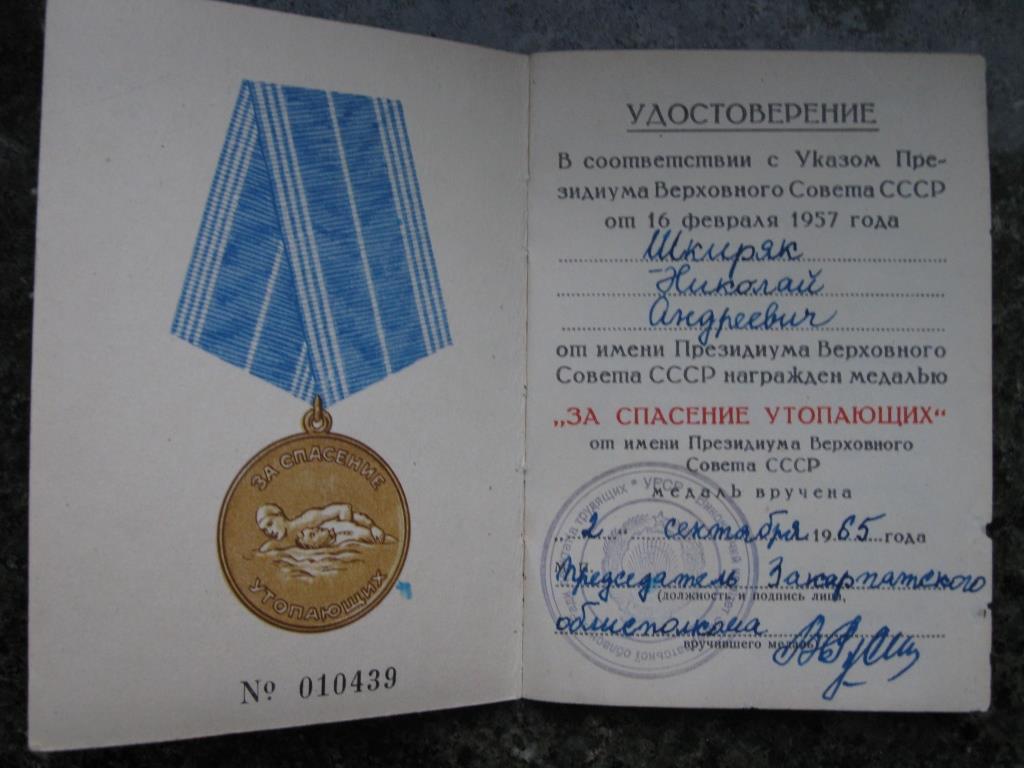 ЗА СПАСЕНИЕ
УТОПАЮЩИХ
№ 010439
УДОСТОВЕРЕНИЕ
В соответствии с Указом Пре-
зидиума Верховного Совета СССР
от 16 февраля 1957 года
Шкиряк
Николай
Андреевич
от имени Президиума Верховного
Совета СССР награжден медалью
„ЗА СПАСЕНИЕ УТОПАЮЩИХ“
от имени Президиума Верховного
Совета СССР
медаль вручена
„2“ сентября 1965 года
М.П.
Председатель Закарпатского
(должность и подпись лица,
облисполкома
вручившего медаль)
трудящих * УРСР